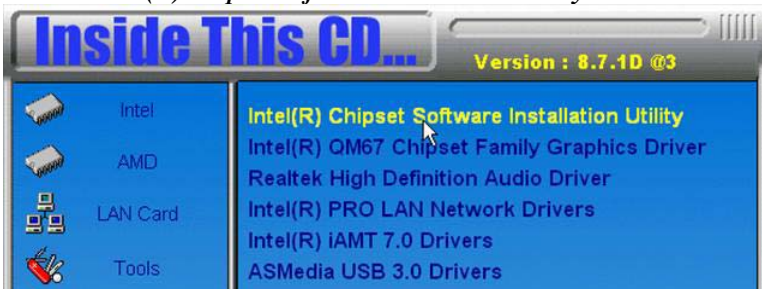 Inside This CD...
Version : 8.7.1D @3
Intel
AMD
LAN Card
Tools
Intel(R) Chipset Software Installation Utility
Intel(R) QM67 Chipset Family Graphics Driver
Realtek High Definition Audio Driver
Intel(R) PRO LAN Network Drivers
Intel(R) iAMT 7.0 Drivers
ASMedia USB 3.0 Drivers